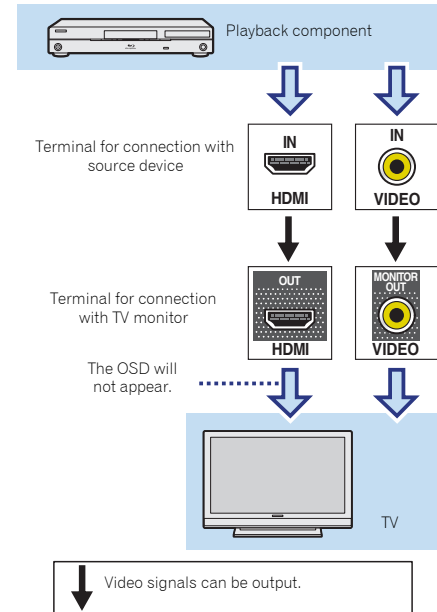 Playback component
Terminal for connection with
source device
IN
HDMI
IN
VIDEO
Terminal for connection
with TV monitor
OUT
HDMI
MONITOR
OUT
VIDEO
The OSD will
not appear.
TV
Video signals can be output.